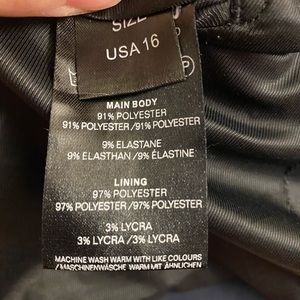 SIZE
USA 16
P
MAIN BODY
91% POLYESTER
91% POLYESTER /91% POLYESTER
9% ELASTANE
9% ELASTHAN /9% ÉLASTINE
LINING
97% POLYESTER
97% POLYESTER /97% POLYESTER
3% LYCRA
3% LYCRA /3% LYCRA
MACHINE WASH WARM WITH LIKE COLOURS
/ MASCHINENWÄSCHE WARM MIT ÄHNLICHEN